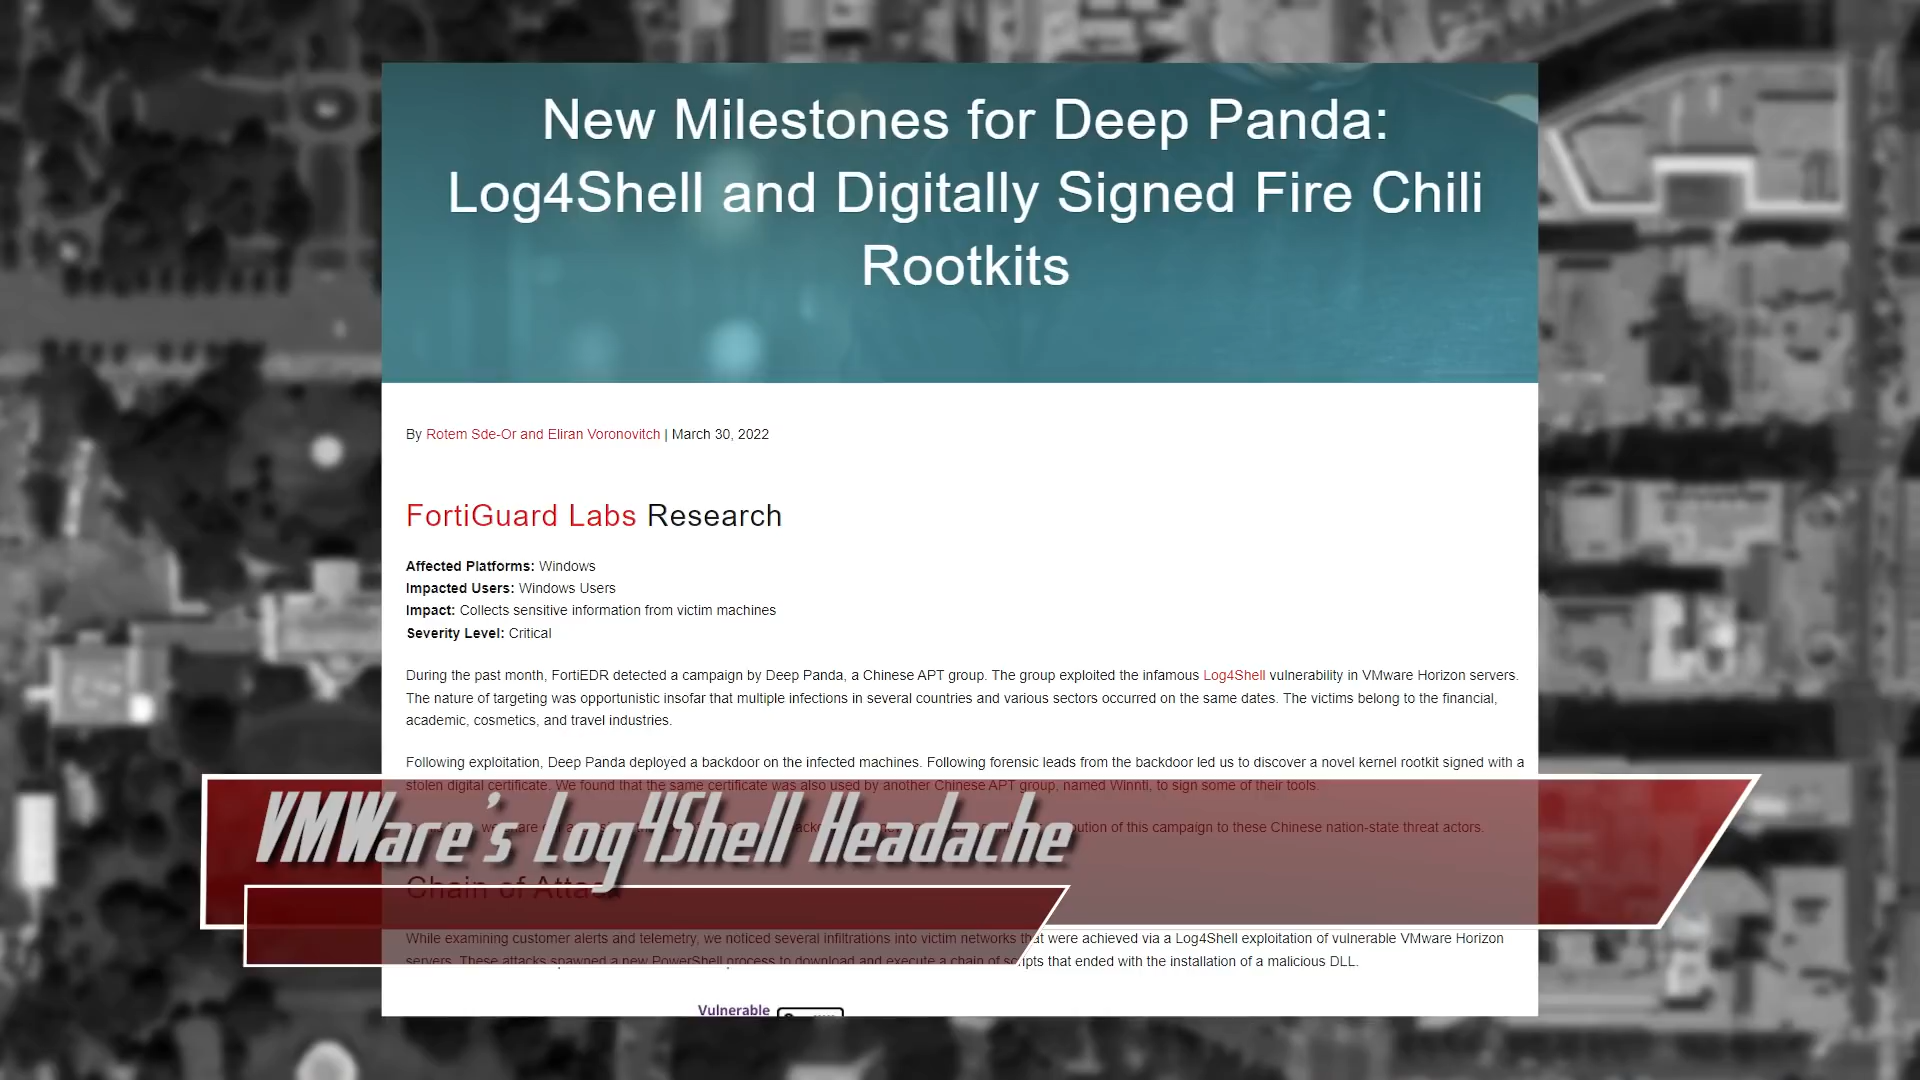 New Milestones for Deep Panda:
Log4Shell and Digitally Signed Fire Chili
Rootkits
By Rotem Sde-Or and Eliran Voronovitch | March 30, 2022
FortiGuard Labs Research
Affected Platforms: Windows
Impacted Users: Windows Users
Impact: Collects sensitive information from victim machines
Severity Level: Critical
During the past month, FortiEDR detected a campaign by Deep Panda, a Chinese APT group. The group exploited the infamous Log4Shell vulnerability in VMware Horizon servers.
The nature of targeting was opportunistic insofar that multiple infections in several countries and various sectors occurred on the same dates. The victims belong to the financial,
academic, cosmetics, and travel industries.
Following exploitation, Deep Panda deployed a backdoor on the infected machines. Following forensic leads from the backdoor led us to discover a novel kernel rootkit signed with a
stolen digital certificate. We found that the same certificate was also used by another Chinese APT group, named Winnti, to sign some of their tools.
of this campaign to these Chinese nation-state threat actors.
VMWare's Log4Shell Headache
Chain of Attack
While examining customer alerts and telemetry, we noticed several infiltrations into victim networks that were achieved via a Log4Shell exploitation of vulnerable VMware Horizon
servers. These attacks spawned a new PowerShell process to download and execute a chain of scripts that ended with the installation of a malicious DLL.
Vulnerable